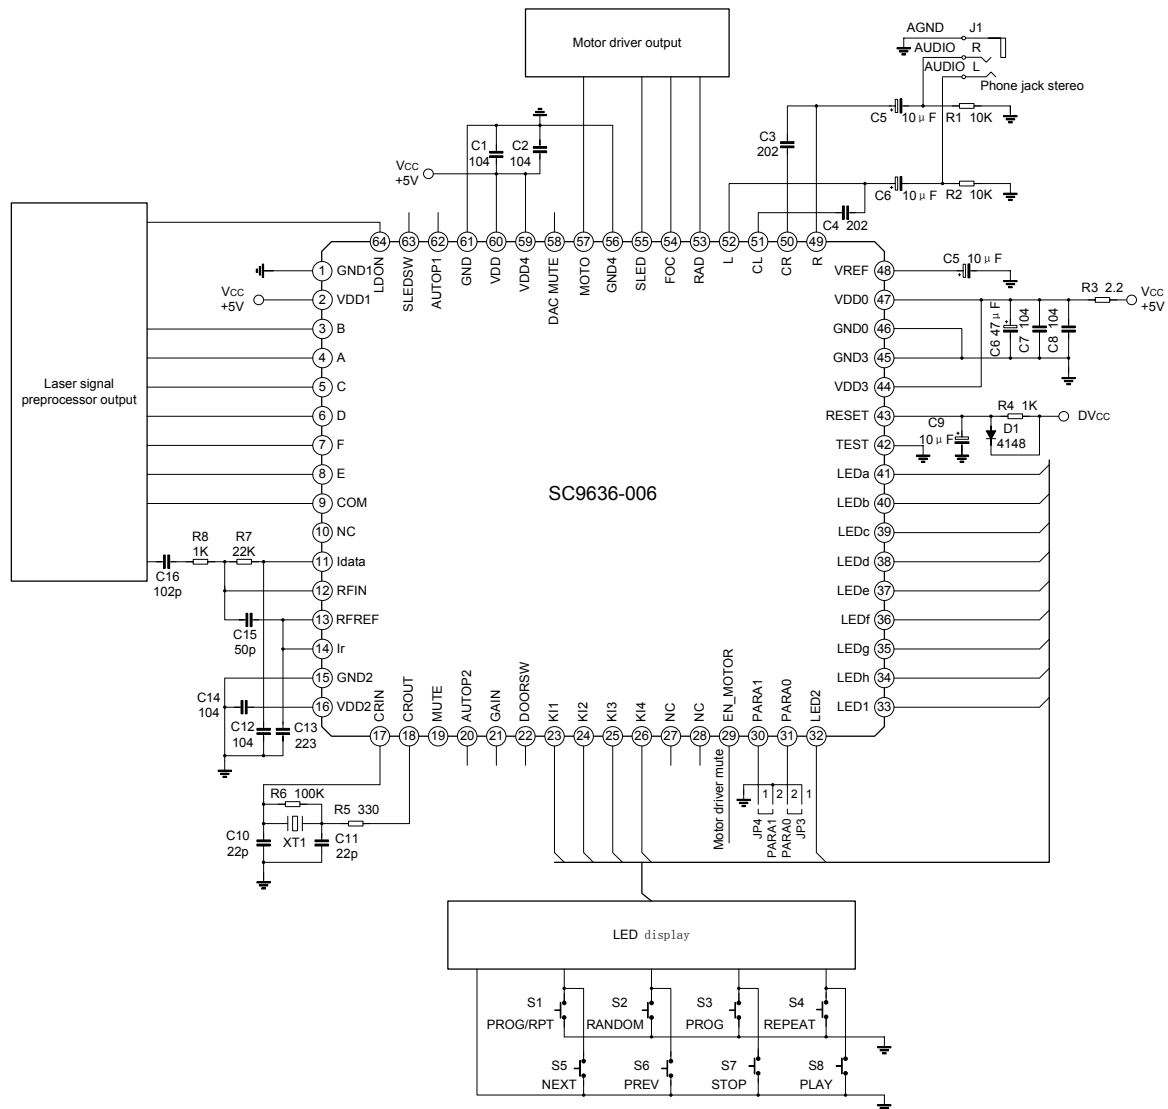 Motor driver output
AGND J1
AUDIO R
AUDIO L
Phone jack stereo
C5 10 μ F R1 10K
C3
202
C1
104
C2
104
Vcc
+5V
C6 10 μ F R2 10K
C4 202
64 63 62 61 60 59 58 57 56 55 54 53 52 51 50 49
LDON
SLEDSW
AUTOP1
GND
VDD
VDD4
DAC MUTE
MOTO
GND4
SLED
FOC
RAD
L
CL
CR
R
Laser signal
preprocessor output
Vcc
+5V
1 GND1
2 VDD1
3 B
4 A
5 C
6 D
7 F
8 E
9 COM
10 NC
11 Idata
12 RFIN
13 RFREF
14 Ir
15 GND2
16 VDD2
SC9636-006
VREF 48
VDD0 47
GND0 46
GND3 45
VDD3 44
RESET 43
TEST 42
LEDa 41
LEDb 40
LEDc 39
LEDd 38
LEDe 37
LEDf 36
LEDg 35
LEDh 34
LED1 33
C5 10 μ F
R3 2.2
Vcc
+5V
C6 47 μ F
C7 104
C8 104
R4 1K
DVcc
C9
10 μ F
D1
4148
R8
1K
R7
22K
C16
102p
C15
50p
C14
104
C12
104
C13
223
CRIN
CROUT
MUTE
AUTOP2
GAIN
DOORSW
KI1
KI2
KI3
KI4
NC
NC
EN_MOTOR
PARA1
PARA0
LED2
17 18 19 20 21 22 23 24 25 26 27 28 29 30 31 32
R6 100K
R5 330
C10
22p
XT1
C11
22p
Motor driver mute
1 2 2 1
JP4
PARA1
PARA0
JP3
LED display
S1
PROG/RPT
S2
RANDOM
S3
PROG
S4
REPEAT
S5
NEXT
S6
PREV
S7
STOP
S8
PLAY